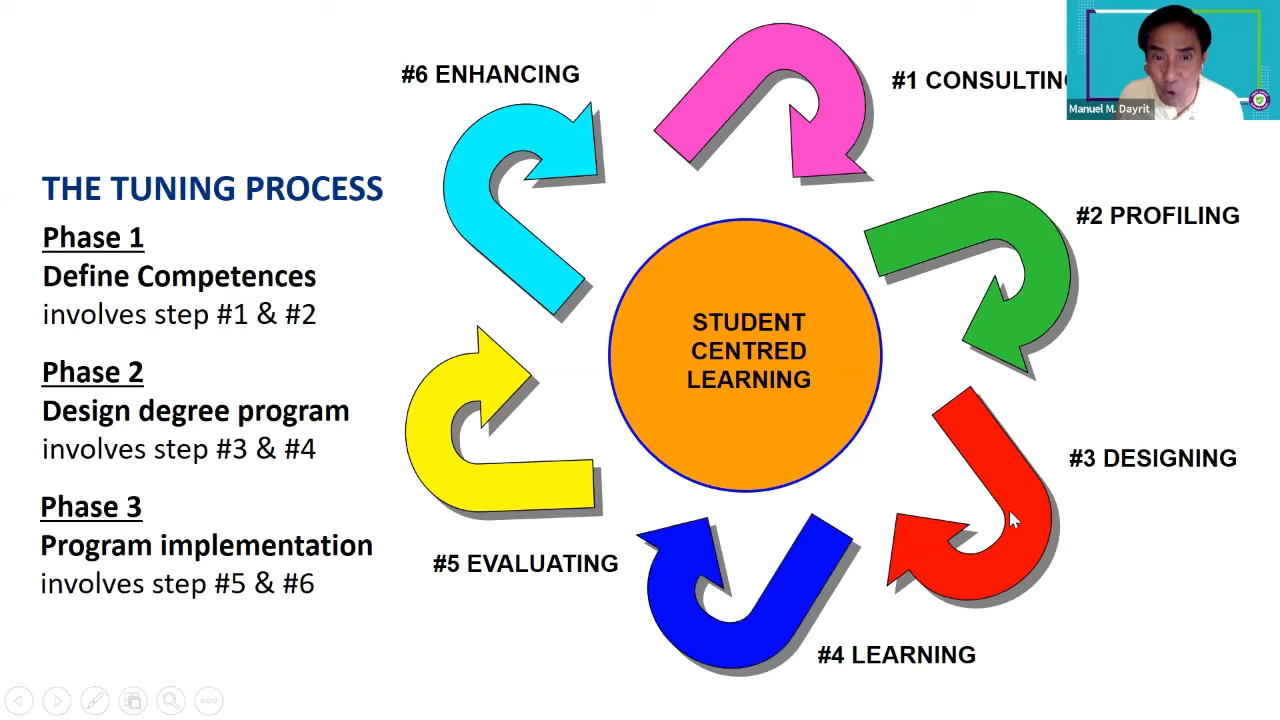 THE TUNING PROCESS
Phase 1
Define Competences
involves step #1 & #2
Phase 2
Design degree program
involves step #3 & #4
Phase 3
Program implementation
involves step #5 & #6
#6 ENHANCING
#1 CONSULTING
#2 PROFILING
#3 DESIGNING
#4 LEARNING
#5 EVALUATING
STUDENT
CENTRED
LEARNING
Manuel M. Dayrit